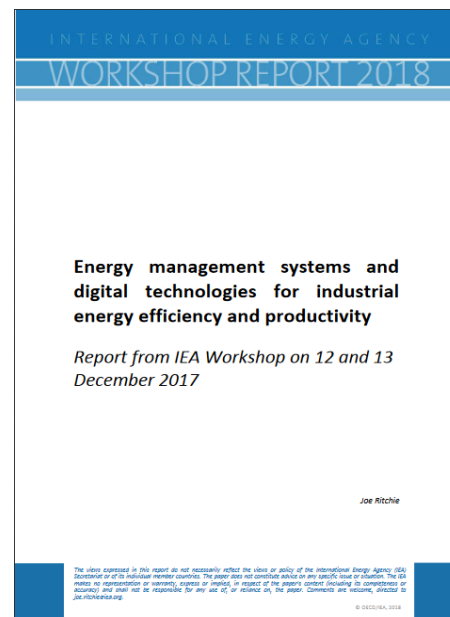 INTERNATIONAL ENERGY AGENCY
WORKSHOP REPORT 2018
Energy management systems and
digital technologies for industrial
energy efficiency and productivity
Report from IEA Workshop on 12 and 13
December 2017
Joe Ritchie
The views expressed in this report do not necessarily reflect the views or policy of the International Energy Agency (IEA)
Secretariat or of its individual member countries. The paper does not constitute advice on any specific issue or situation. The IEA
makes no representation or warranty, express or implied, in respect of the paper's content (including its completeness or
accuracy) and shall not be responsible for any use of, or reliance on, the paper. Comments are welcome, directed to
joe.ritchie@iea.org.
© OECD/IEA, 2018